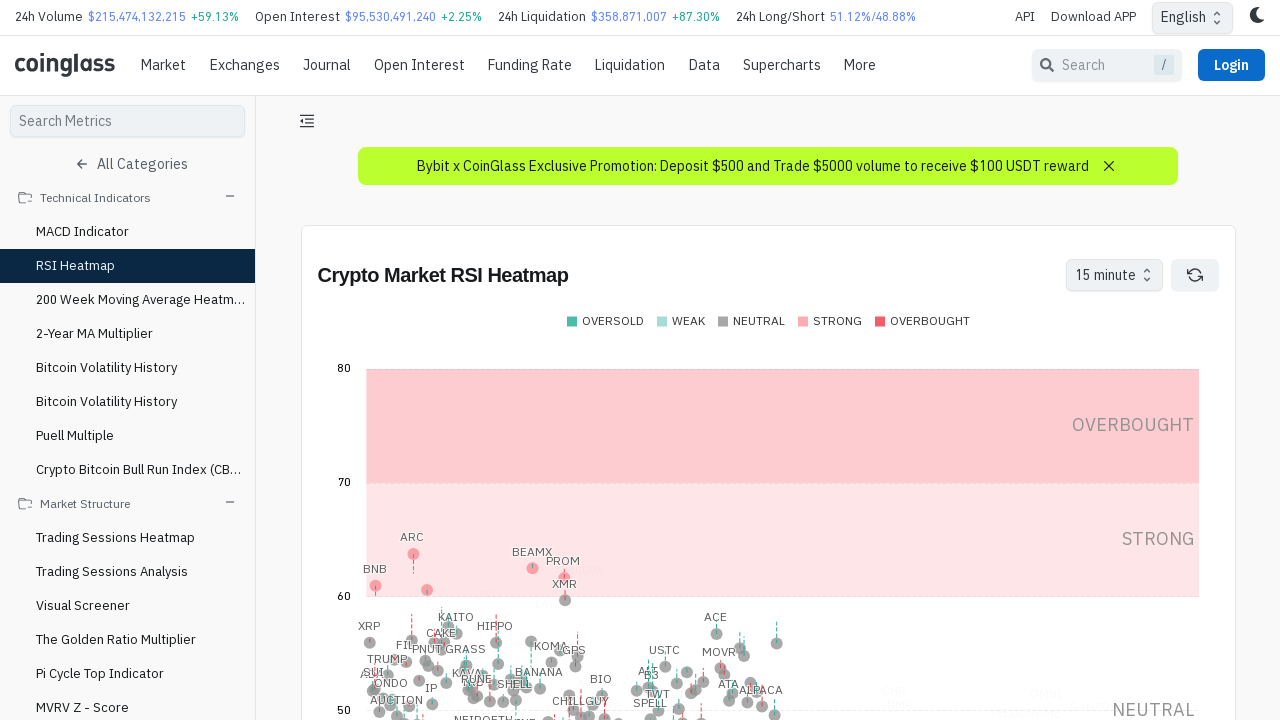 24h Volume $215,474,132,215 +59.13% Open Interest $95,530,491,240 +2.25% 24h Liquidation $358,871,007 +87.30% 24h Long/Short 51.12%/48.88% API Download APP English
coinglass Market Exchanges Journal Open Interest Funding Rate Liquidation Data Supercharts More Search / Login
Search Metrics
All Categories
Technical Indicators
MACD Indicator
RSI Heatmap
200 Week Moving Average Heatm...
2-Year MA Multiplier
Bitcoin Volatility History
Bitcoin Volatility History
Puell Multiple
Crypto Bitcoin Bull Run Index (CB...
Market Structure
Trading Sessions Heatmap
Trading Sessions Analysis
Visual Screener
The Golden Ratio Multiplier
Pi Cycle Top Indicator
MVRV Z - Score
Bybit x CoinGlass Exclusive Promotion: Deposit $500 and Trade $5000 volume to receive $100 USDT reward
Crypto Market RSI Heatmap
15 minute
OVERSOLD WEAK NEUTRAL STRONG OVERBOUGHT
80
OVERBOUGHT
70
STRONG
ARC
BEAMX
PROM
BNB
XMR
60
KAITO
ACE
XRP
HIPPO
CAKE
FIL
KOMA
PNUT
GRASS
GPS
USTC
MOVR
TRUMP
SUI
BANANA
RUNE
BIO
B3
ONDO
SHELL
ATA
IP
ALPACA
TWT
AUCTION
CHILLGUY
SPELL
50
NEUTRAL